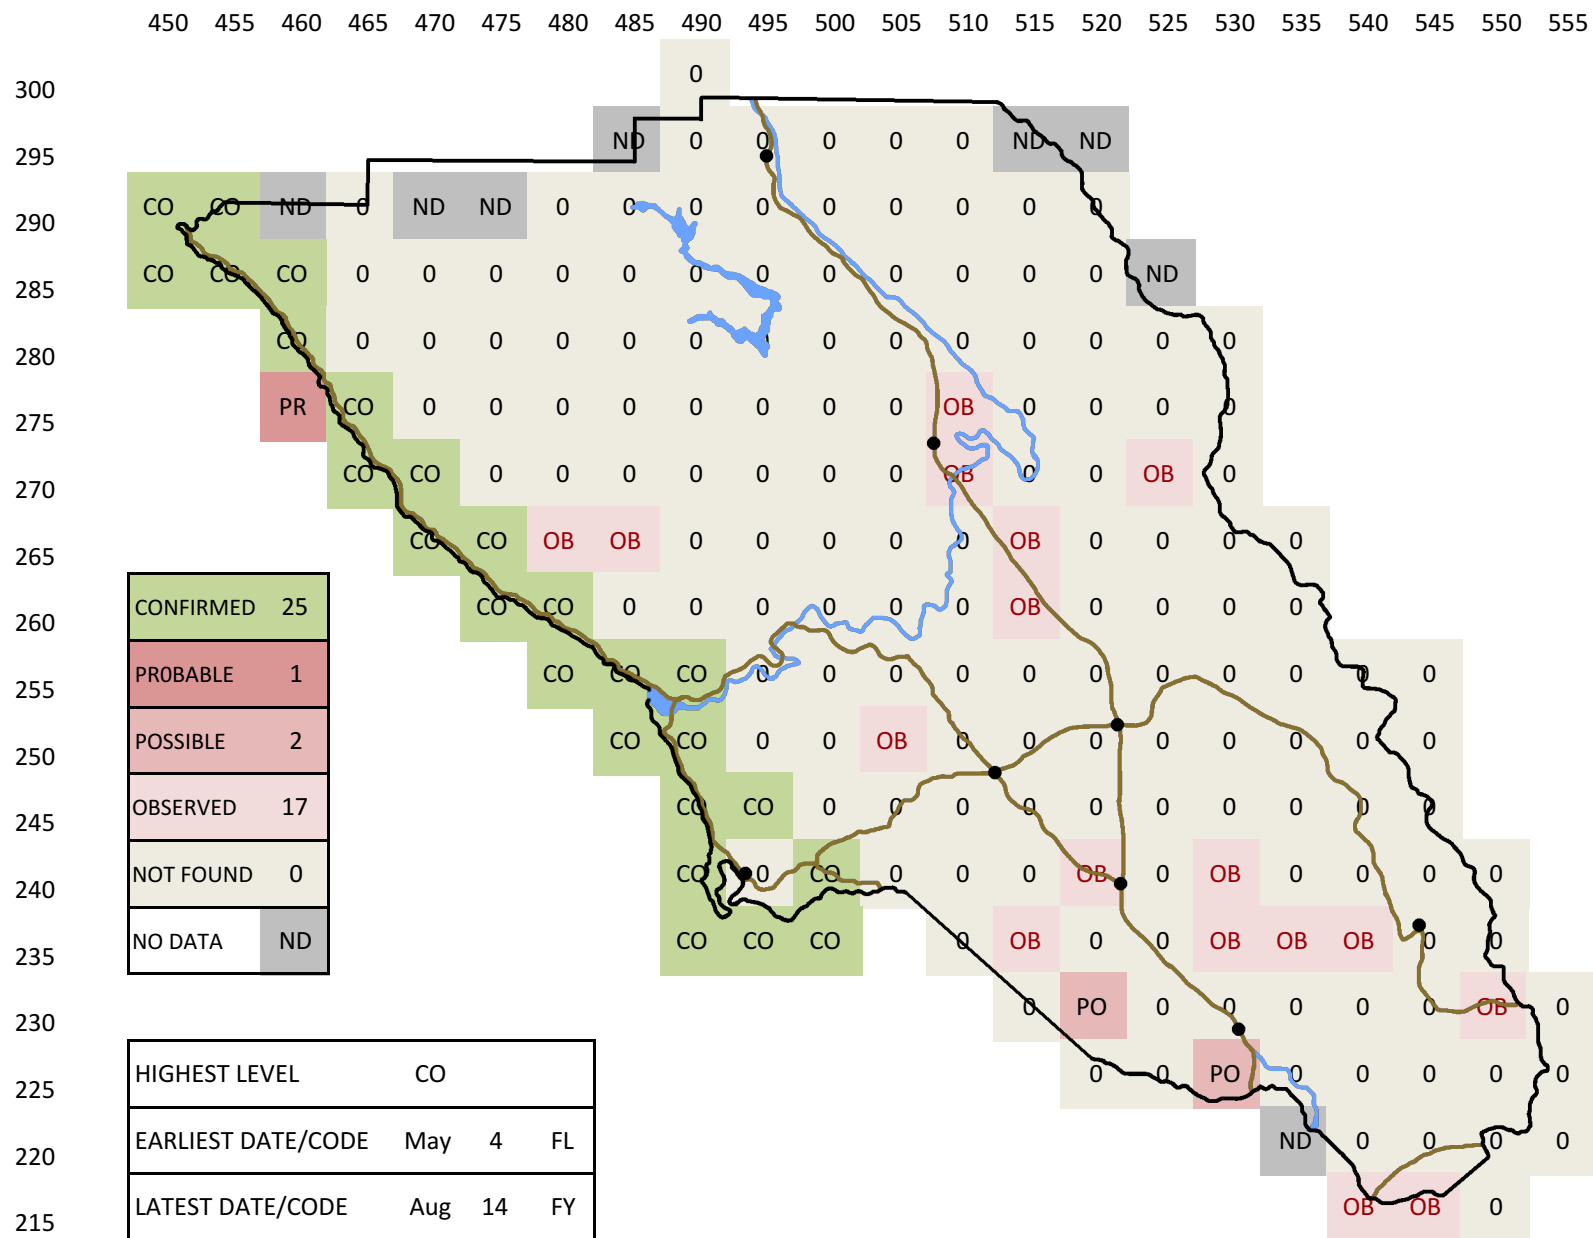 450 455 460 465 470 475 480 485 490 495 500 505 510 515 520 525 530 535 540 545 550 555
300 0
295 ND 0 0 0 0 0 ND ND
290 CO CO ND 0 ND ND 0 0 0 0 0 0 0 0 0
285 CO CO CO 0 0 0 0 0 0 0 0 0 0 0 0 ND
280 CO 0 0 0 0 0 0 0 0 0 0 0 0 0 0
275 PR CO 0 0 0 0 0 0 0 0 OB 0 0 0 0
270 CO CO 0 0 0 0 0 0 0 OB 0 0 OB 0
265 CO CO OB OB 0 0 0 0 0 OB 0 0 0 0
260 CONFIRMED 25 CO CO 0 0 0 0 0 0 OB 0 0 0 0
255 PR0BABLE 1 CO CO CO 0 0 0 0 0 0 0 0 0 0 0
250 POSSIBLE 2 CO CO 0 0 OB 0 0 0 0 0 0 0 0
245 OBSERVED 17 CO CO 0 0 0 0 0 0 0 0 0 0
240 NOT FOUND 0 CO 0 CO 0 0 0 OB 0 OB 0 0 0 0
235 NO DATA ND CO CO CO 0 OB 0 0 OB OB OB 0 0
230 0 PO 0 0 0 0 0 OB 0
225 HIGHEST LEVEL CO 0 0 PO 0 0 0 0 0
220 EARLIEST DATE/CODE May 4 FL ND 0 0 0 0
215 LATEST DATE/CODE Aug 14 FY OB OB 0